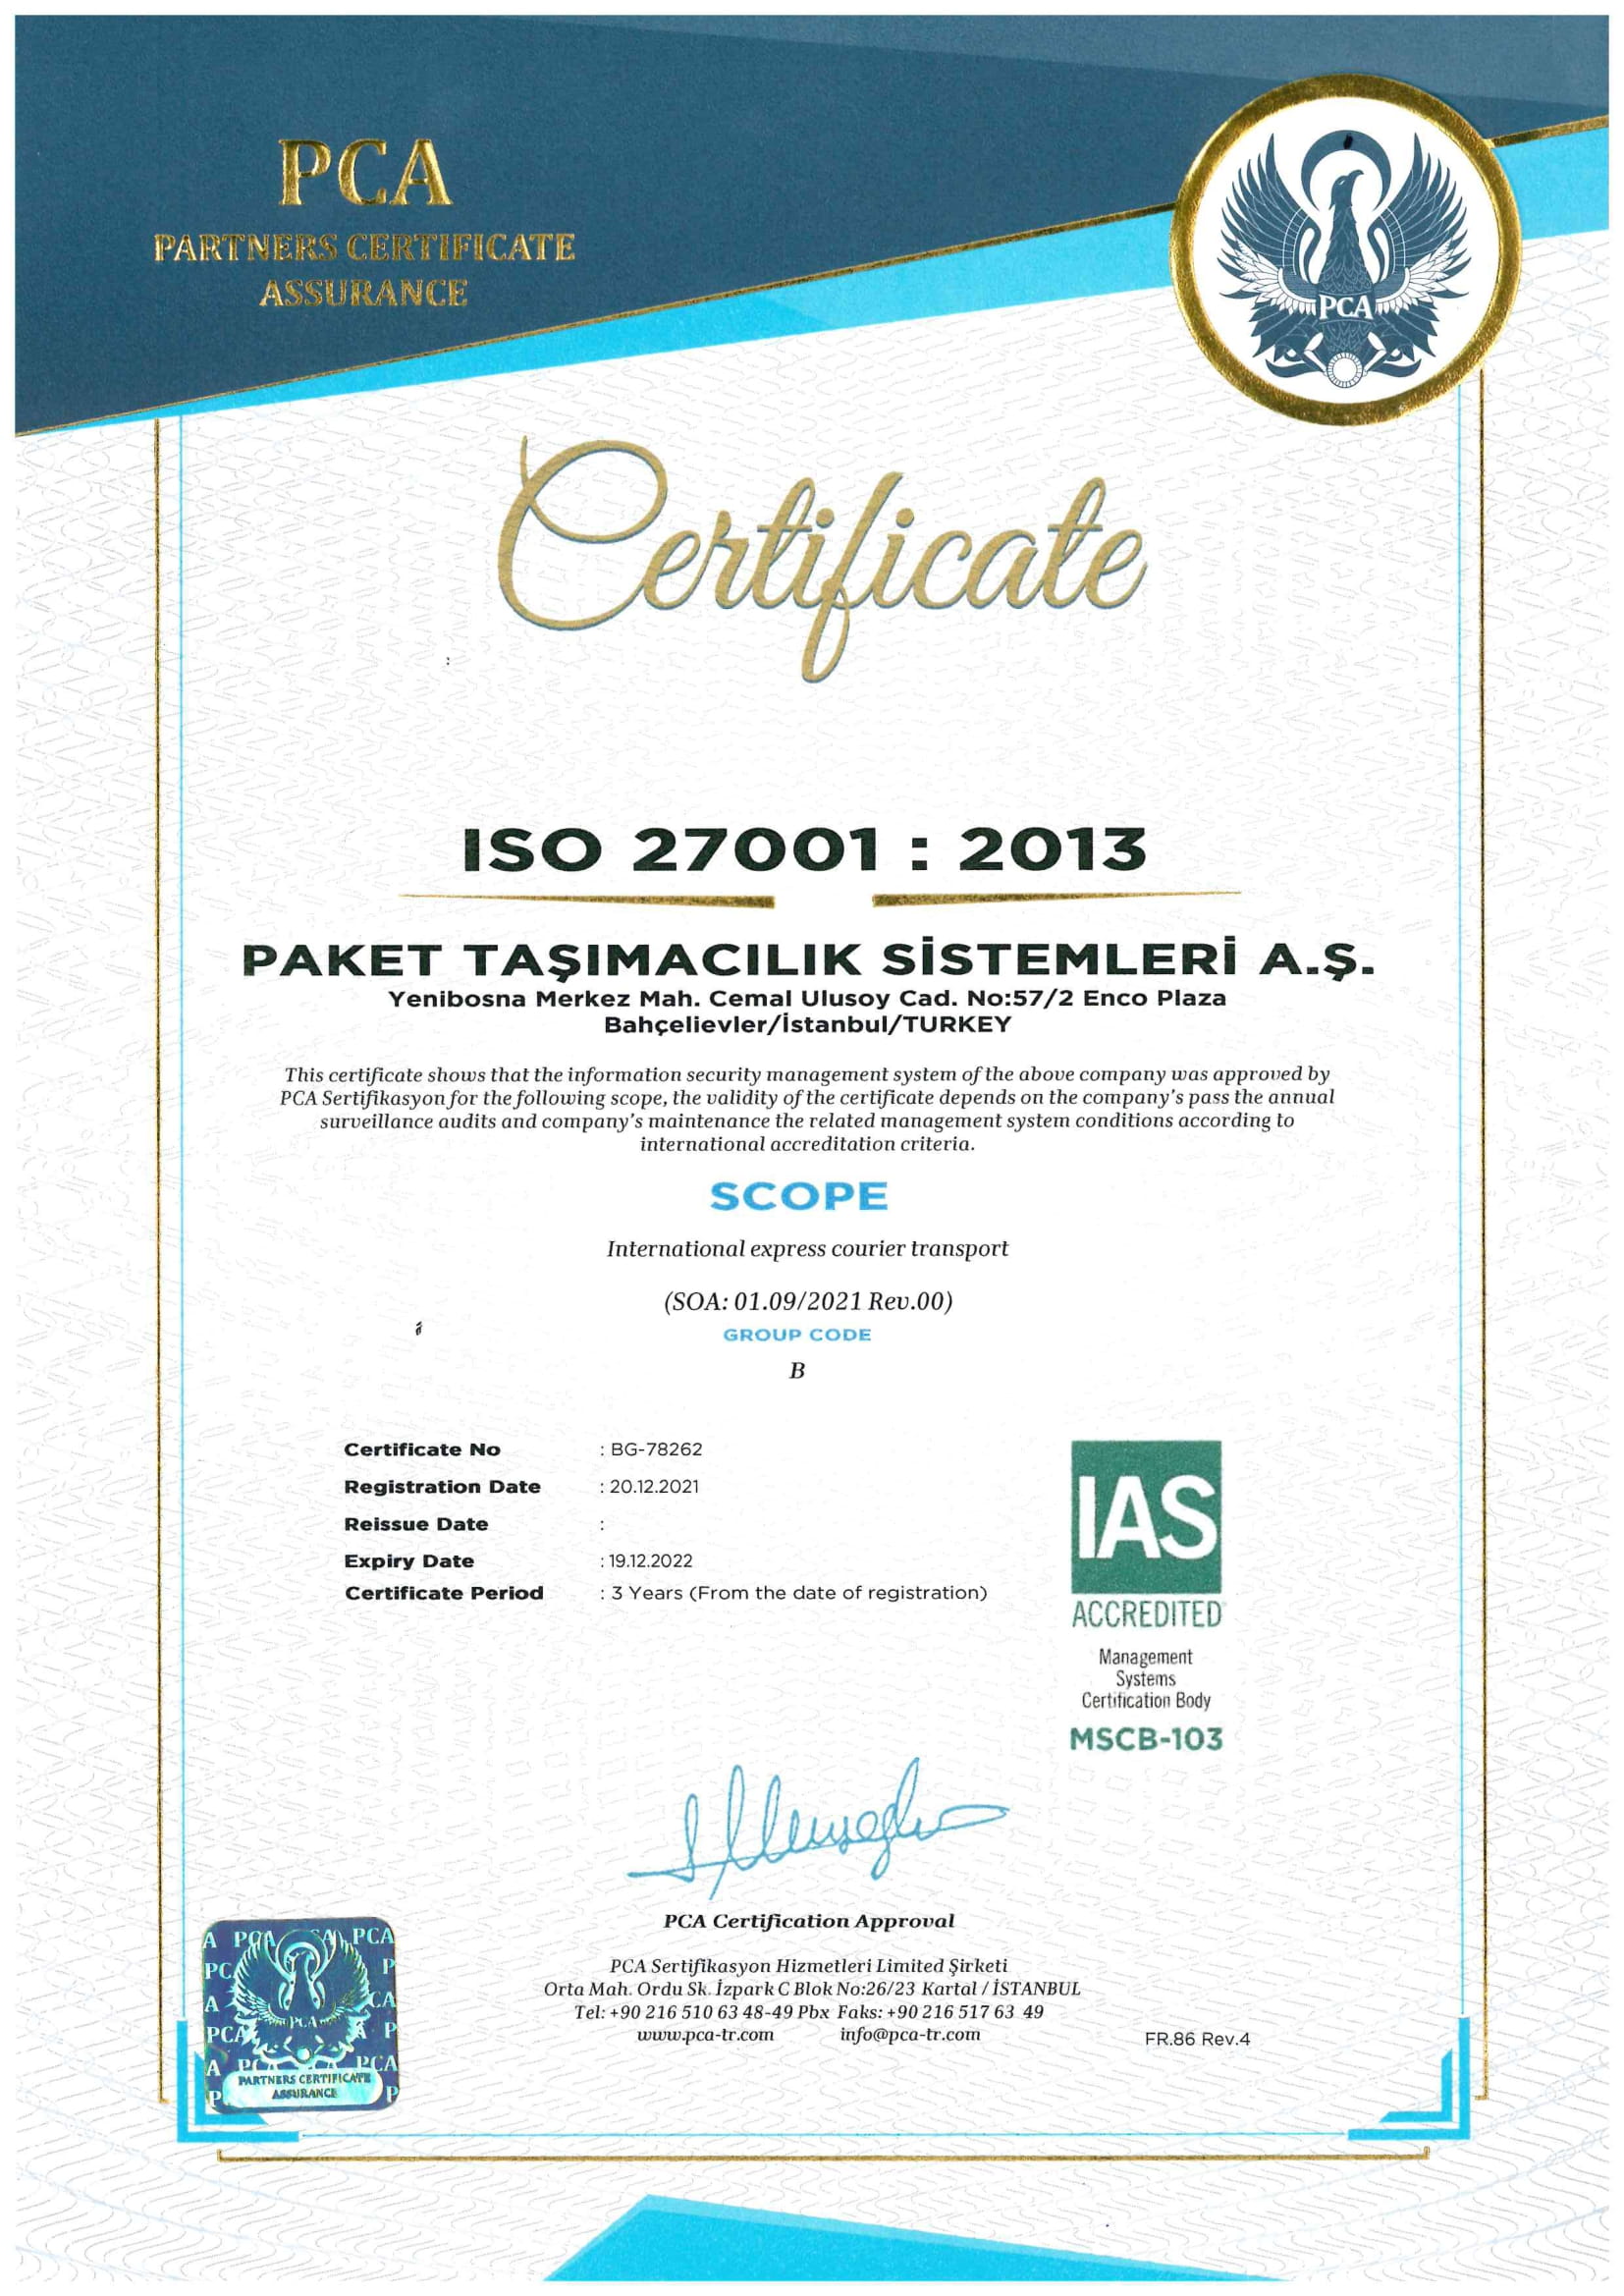 PCA
PARTNERS CERTIFICATE
ASSURANCE
PCA
Certificate
:
ISO 27001 : 2013
PAKET TAŞIMACILIK SİSTEMLERİ A.Ş.
Yenibosna Merkez Mah. Cemal Ulusoy Cad. No:57/2 Enco Plaza
Bahçelievler/İstanbul/TURKEY
This certificate shows that the information security management system of the above company was approved by
PCA Sertifikasyon for the following scope, the validity of the certificate depends on the company's pass the annual
surveillance audits and company's maintenance the related management system conditions according to
international accreditation criteria.
SCOPE
International express courier transport
(SOA: 01.09/2021 Rev.00)
GROUP CODE
B
Certificate No : BG-78262
Registration Date : 20.12.2021
Reissue Date :
Expiry Date : 19.12.2022
Certificate Period : 3 Years (From the date of registration)
IAS
ACCREDITED
Management
Systems
Certification Body
MSCB-103
PCA Certification Approval
PCA Sertifikasyon Hizmetleri Limited Şirketi
Orta Mah. Ordu Sk. İzpark C Blok No:26/23 Kartal / İSTANBUL
Tel: +90 216 510 63 48-49 Pbx Faks: +90 216 517 63 49
www.pca-tr.com info@pca-tr.com
FR.86 Rev.4
PCA
PARTNERS CERTIFICATE
ASSURANCE